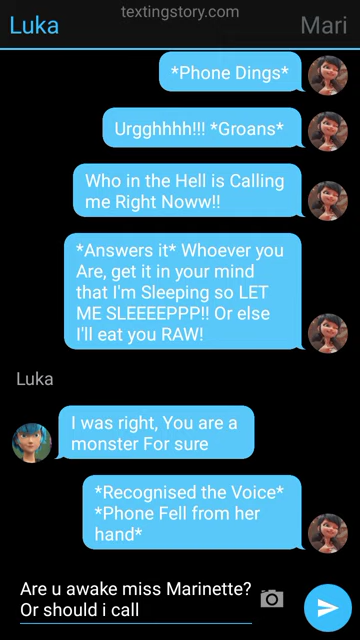 textingstory.com
Luka
Mari
*Phone Dings*
Urgghhhh!!! *Groans*
Who in the Hell is Calling
me Right Noww!!
*Answers it* Whoever you
Are, get it in your mind
that I'm Sleeping so LET
ME SLEEEEPPP!! Or else
I'll eat you RAW!
Luka
I was right, You are a
monster For sure
*Recognised the Voice*
*Phone Fell from her
hand*
Are u awake miss Marinette?
Or should i call